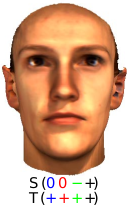 S (0 0 − +)
T (+ + + +)